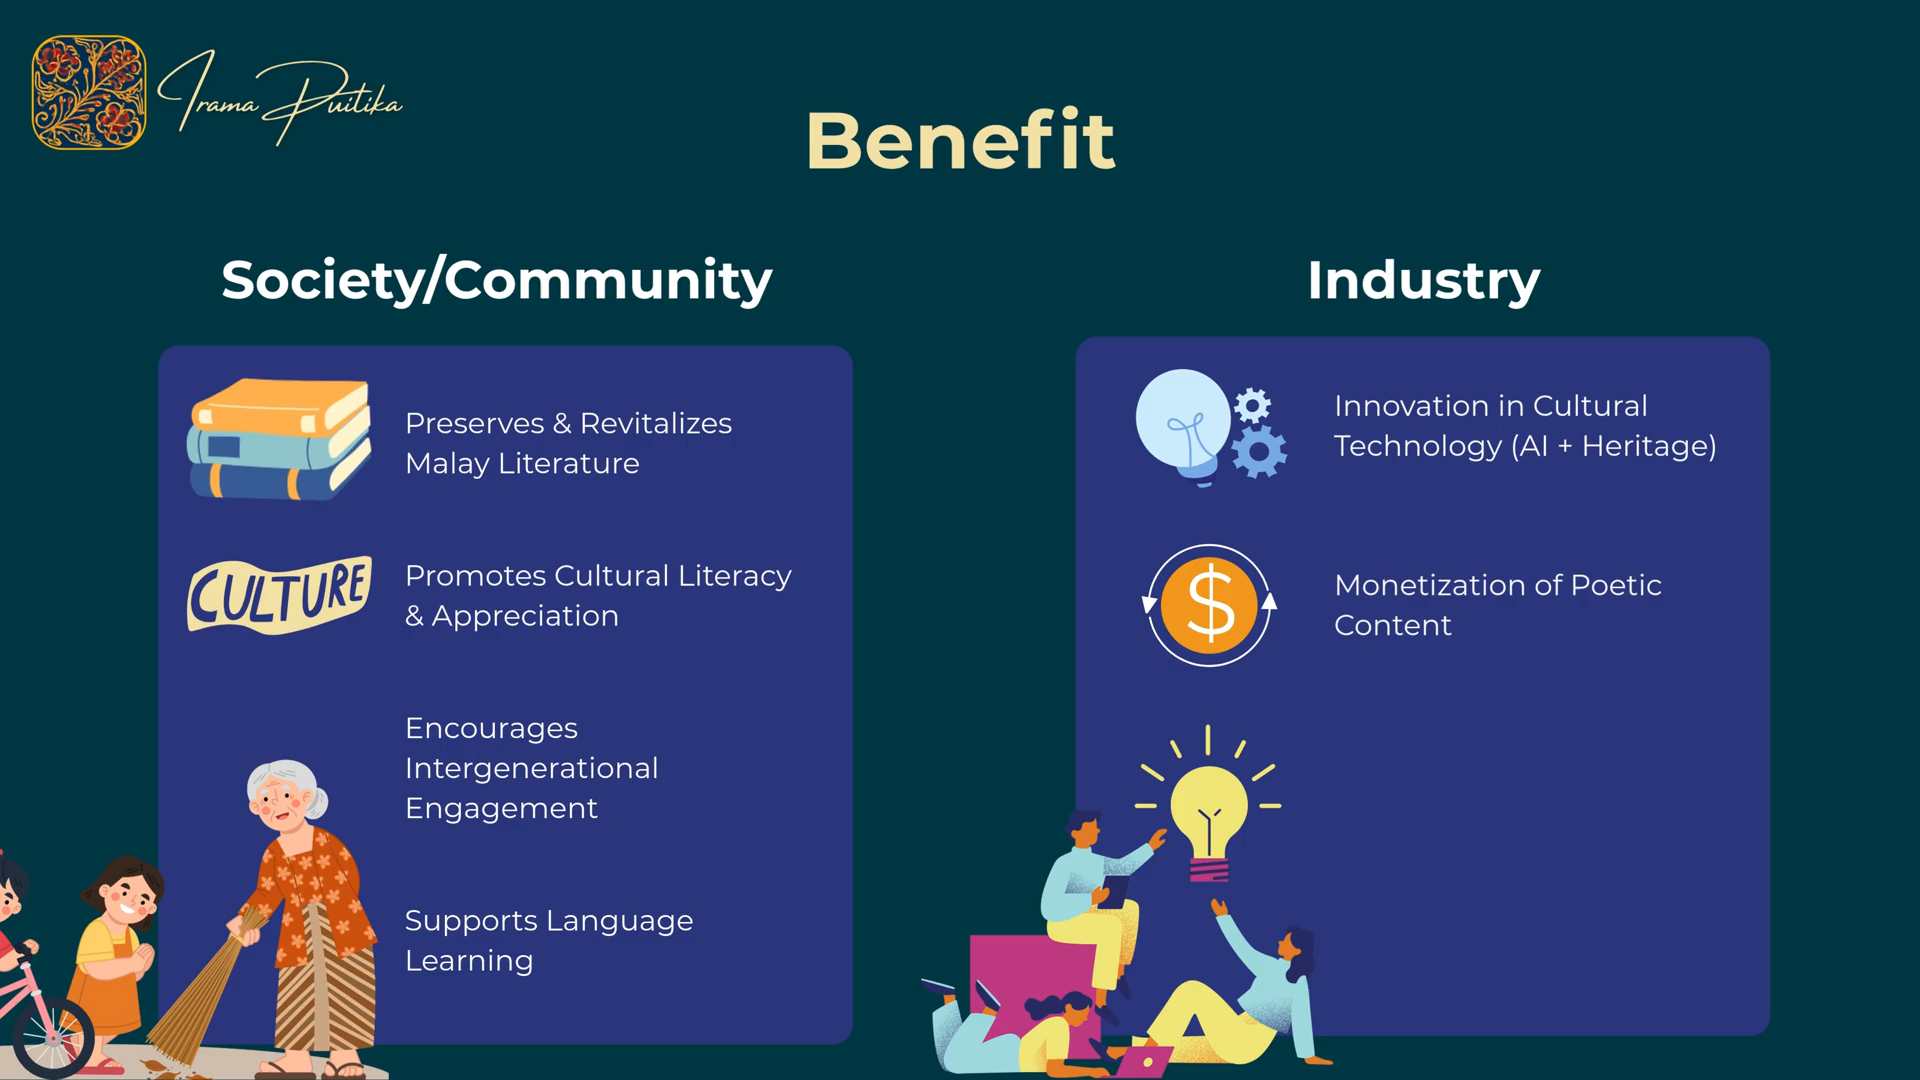 Irama Puitika
Benefit
Society/Community
Preserves & Revitalizes
Malay Literature
CULTURE
Promotes Cultural Literacy
& Appreciation
Encourages
Intergenerational
Engagement
Supports Language
Learning
Industry
Innovation in Cultural
Technology (AI + Heritage)
$
Monetization of Poetic
Content